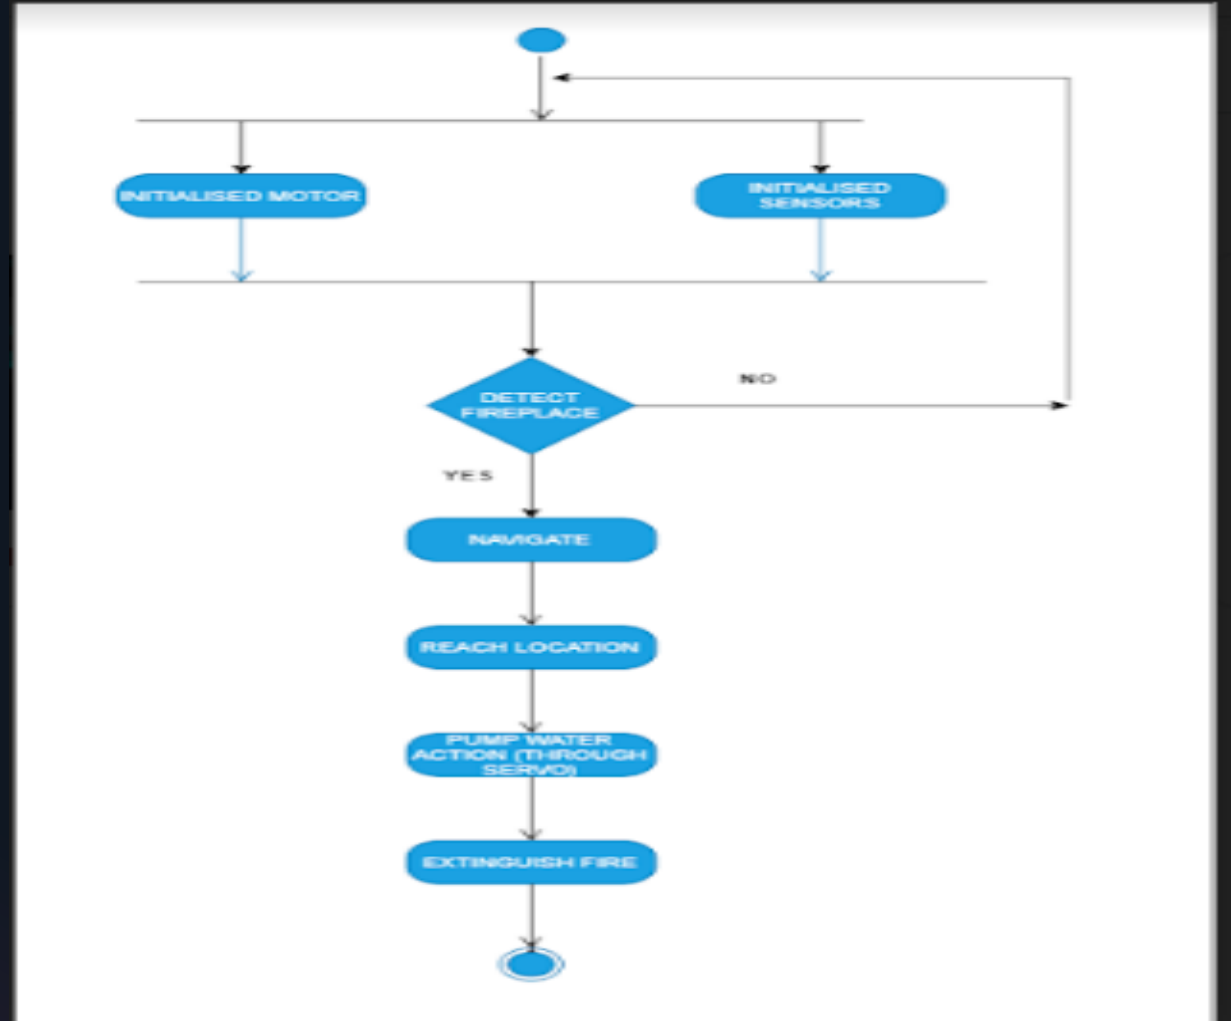 INITIALISED MOTOR
INITIALISED
SENSORS
DETECT
FIREPLACE
NO
YES
NAVIGATE
REACH LOCATION
PUMP WATER
ACTION (THROUGH
SERVO)
EXTINGUISH FIRE